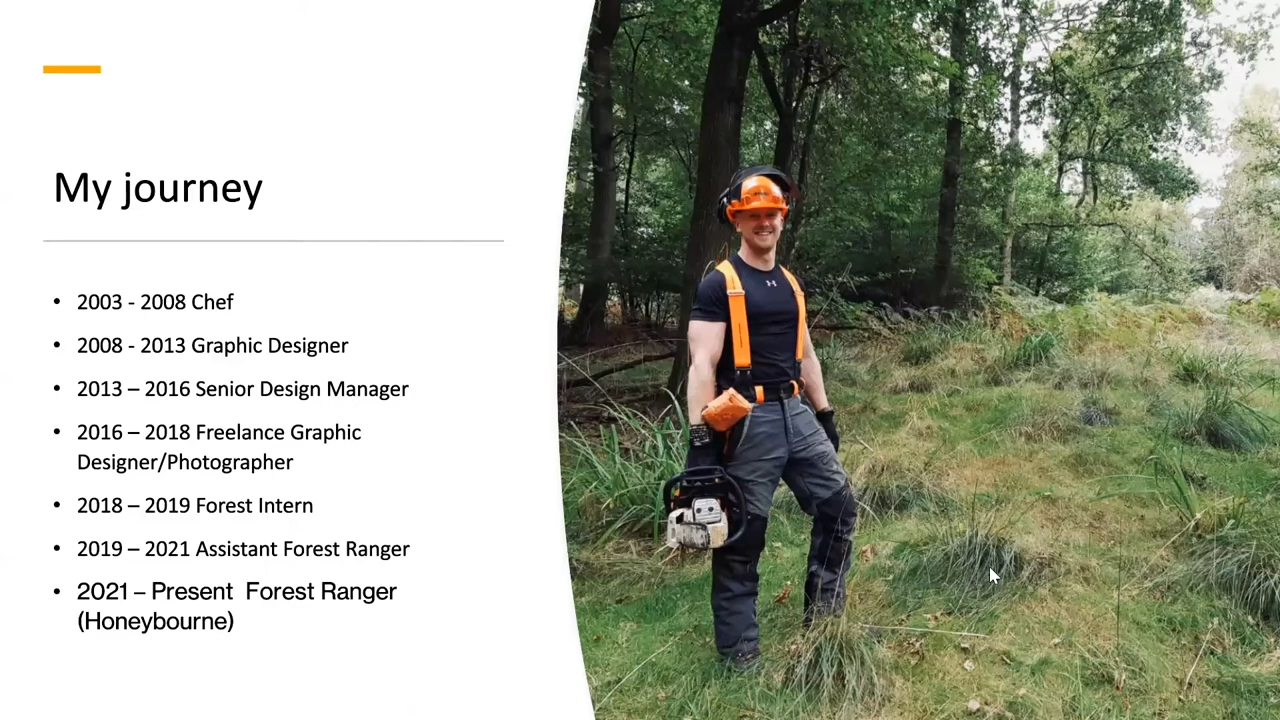 My journey
• 2003 - 2008 Chef
• 2008 - 2013 Graphic Designer
• 2013 – 2016 Senior Design Manager
• 2016 – 2018 Freelance Graphic
Designer/Photographer
• 2018 – 2019 Forest Intern
• 2019 – 2021 Assistant Forest Ranger
• 2021 – Present  Forest Ranger
(Honeybourne)